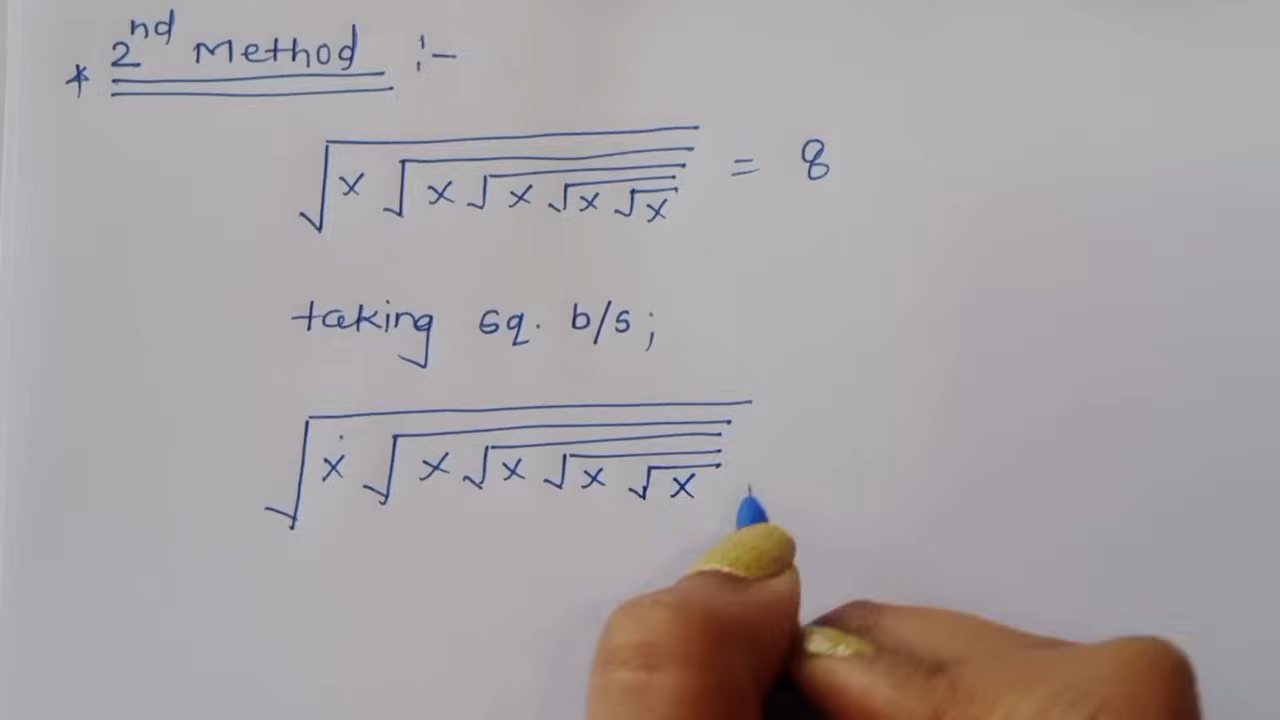 * 2nd Method :-
√(x√(x√(x√(x√x)))) = 8
taking sq. b/s;
√(x√(x√(x√(x√x))))